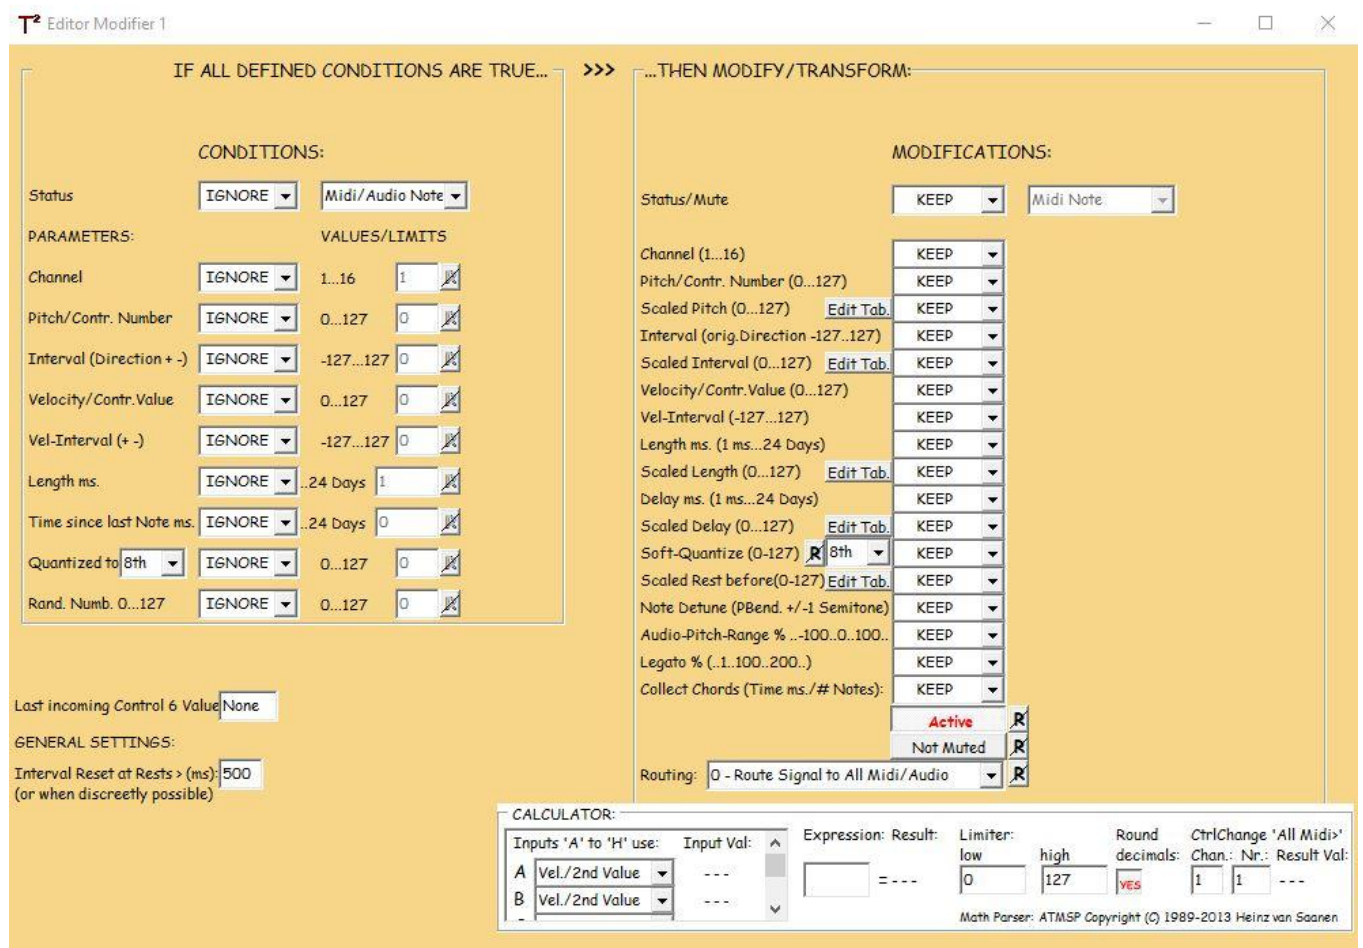 T² Editor Modifier 1
IF ALL DEFINED CONDITIONS ARE TRUE... >>> ...THEN MODIFY/TRANSFORM:
CONDITIONS:
Status IGNORE Midi/Audio Note
PARAMETERS: VALUES/LIMITS
Channel IGNORE 1...16 1
Pitch/Contr. Number IGNORE 0...127 0
Interval (Direction + -) IGNORE -127...127 0
Velocity/Contr.Value IGNORE 0...127 0
Vel-Interval (+ -) IGNORE -127...127 0
Length ms. IGNORE ..24 Days 1
Time since last Note ms. IGNORE ..24 Days 0
Quantized to 8th IGNORE 0...127 0
Rand. Numb. 0...127 IGNORE 0...127 0
Last incoming Control 6 Value None
GENERAL SETTINGS:
Interval Reset at Rests > (ms): 500
(or when discreetly possible)
MODIFICATIONS:
Status/Mute KEEP Midi Note
Channel (1...16) KEEP
Pitch/Contr. Number (0...127) KEEP
Scaled Pitch (0...127) Edit Tab. KEEP
Interval (orig.Direction -127..127) KEEP
Scaled Interval (0...127) Edit Tab. KEEP
Velocity/Contr.Value (0...127) KEEP
Vel-Interval (-127...127) KEEP
Length ms. (1 ms...24 Days) KEEP
Scaled Length (0...127) Edit Tab. KEEP
Delay ms. (1 ms...24 Days) KEEP
Scaled Delay (0...127) Edit Tab. KEEP
Soft-Quantize (0-127) R 8th KEEP
Scaled Rest before(0-127) Edit Tab. KEEP
Note Detune (PBend. +/-1 Semitone) KEEP
Audio-Pitch-Range % ..-100..0..100.. KEEP
Legato % (..1..100..200..) KEEP
Collect Chords (Time ms./# Notes): KEEP
Active R
Not Muted R
Routing: 0 - Route Signal to All Midi/Audio R
CALCULATOR:
Inputs 'A' to 'H' use: Input Val: Expression: Result: Limiter: Round CtrlChange 'All Midi>'
low high decimals: Chan.: Nr.: Result Val:
A Vel./2nd Value - - - = - - - 0 127 YES 1 1 - - -
B Vel./2nd Value - - -
Math Parser: ATMSP Copyright (C) 1989-2013 Heinz van Saanen